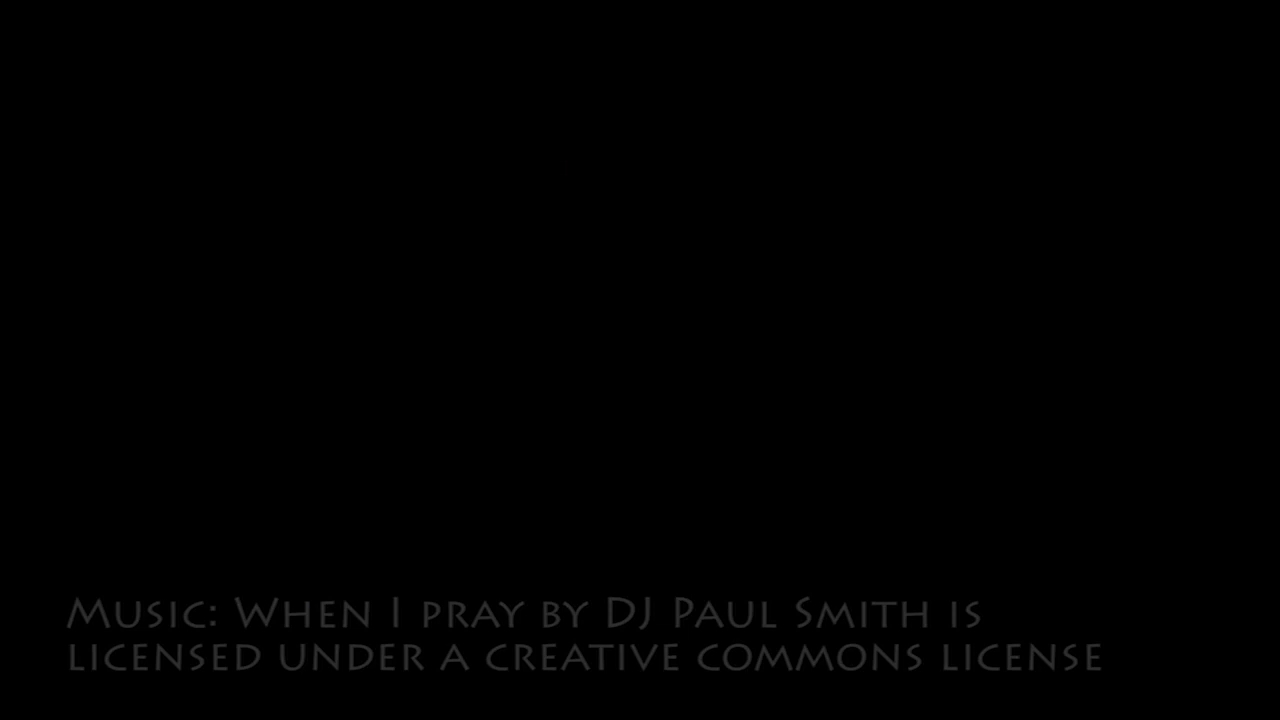 Music: When I pray by DJ Paul Smith is
licensed under a creative commons license